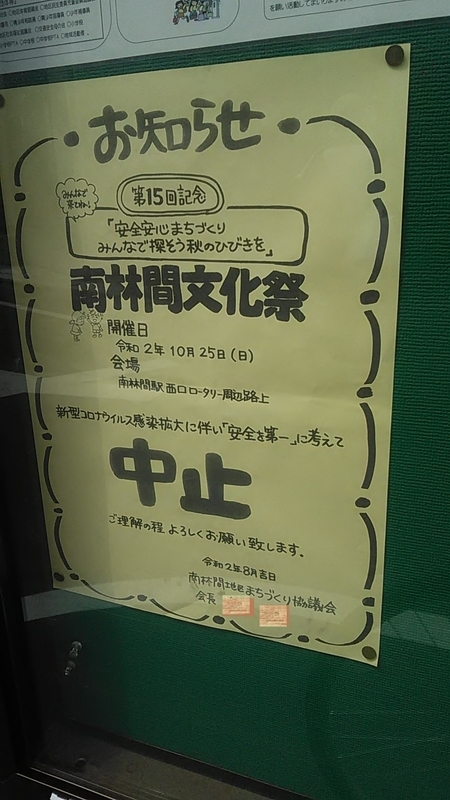 お知らせ
みんなで
来てね!
第15回記念
「安全安心まちづくり
みんなで探そう秋のひびきを」
南林間文化祭
開催日
令和2年10月25日(日)
会場
南林間駅西口ロータリー周辺路上
新型コロナウイルス感染拡大に伴い「安全を第一」に考えて
中止
ご理解の程よろしくお願い致します。
令和2年8月吉日
南林間地区まちづくり協議会
会長